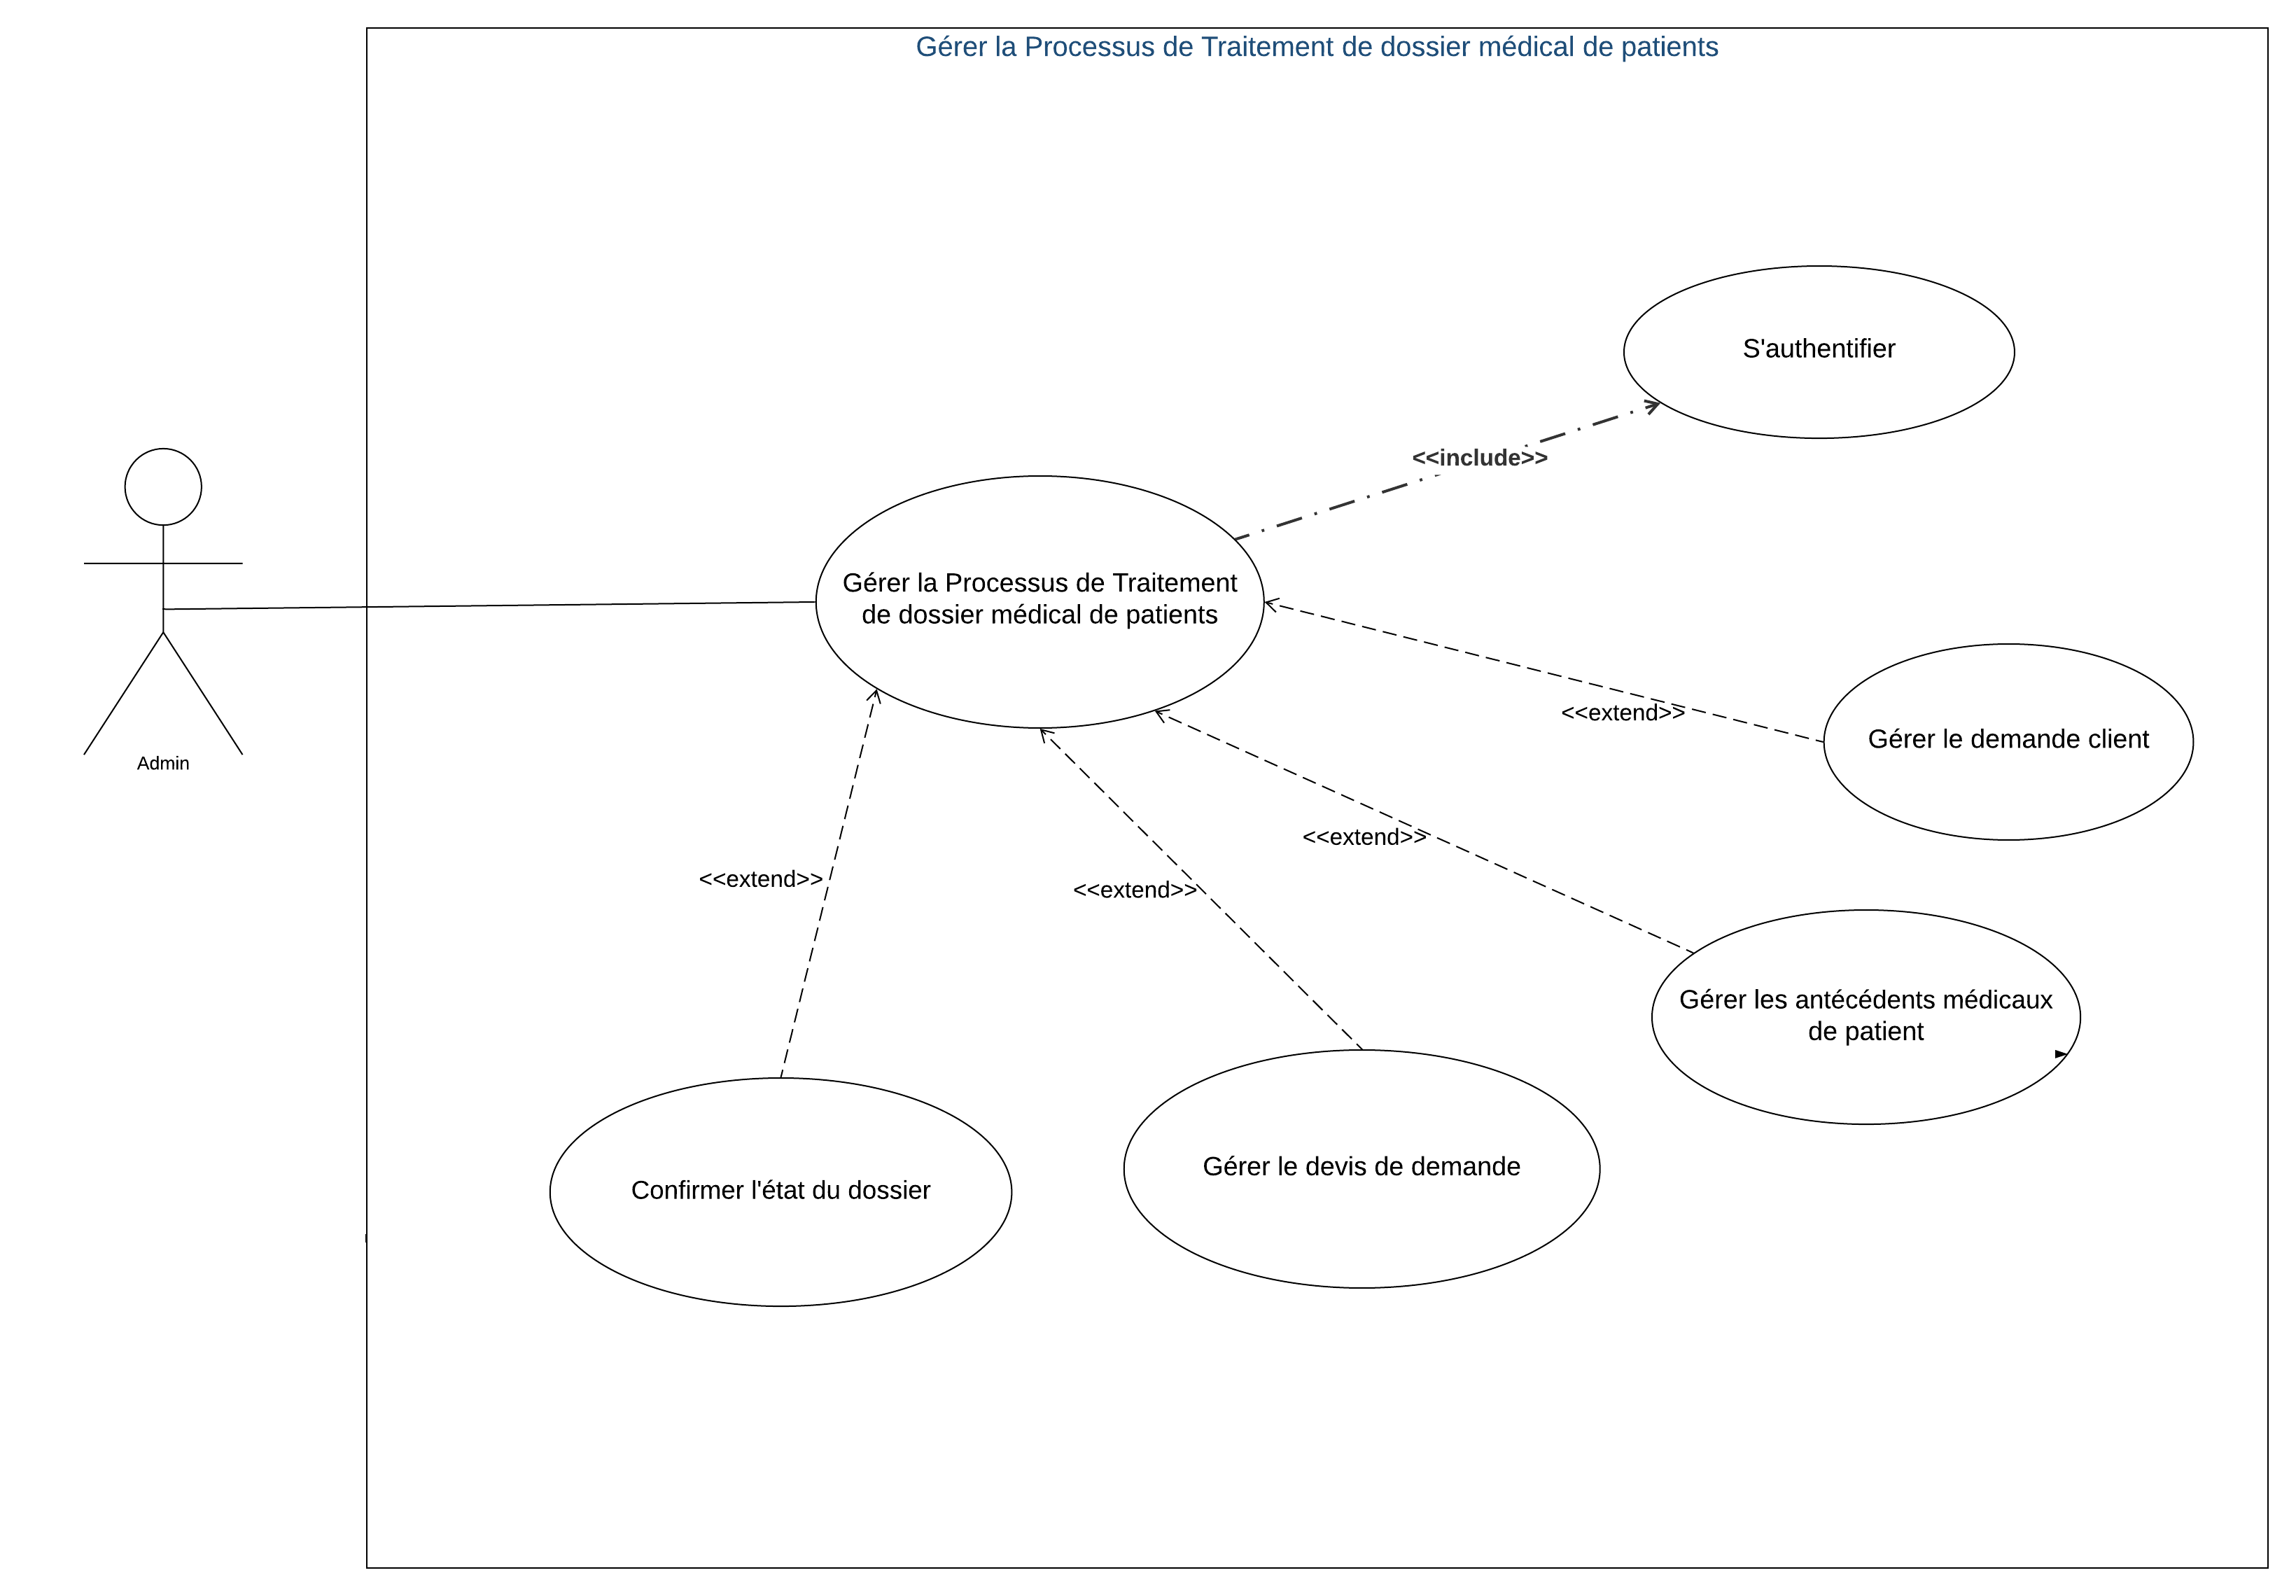 Gérer la Processus de Traitement de dossier médical de patients
S'authentifier
<<include>>
Gérer la Processus de Traitement
de dossier médical de patients
<<extend>>
Gérer le demande client
Admin
<<extend>>
<<extend>>
<<extend>>
Gérer les antécédents médicaux
de patient
Gérer le devis de demande
Confirmer l'état du dossier